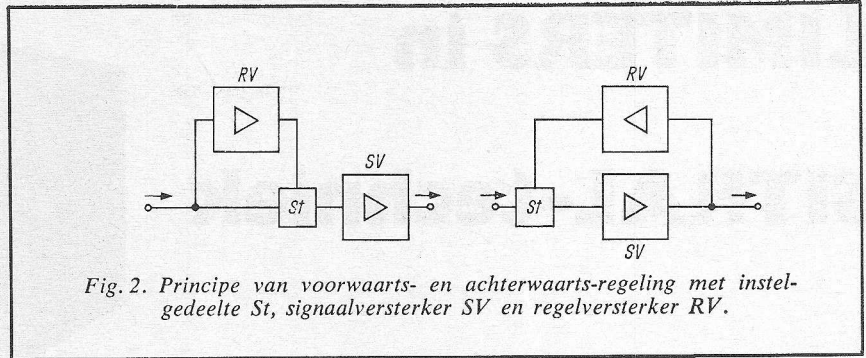 RV
SV
St
RV
St
SV
Fig. 2. Principe van voorwaarts- en achterwaarts-regeling met instel-
gedeelte St, signaalversterker SV en regelversterker RV.